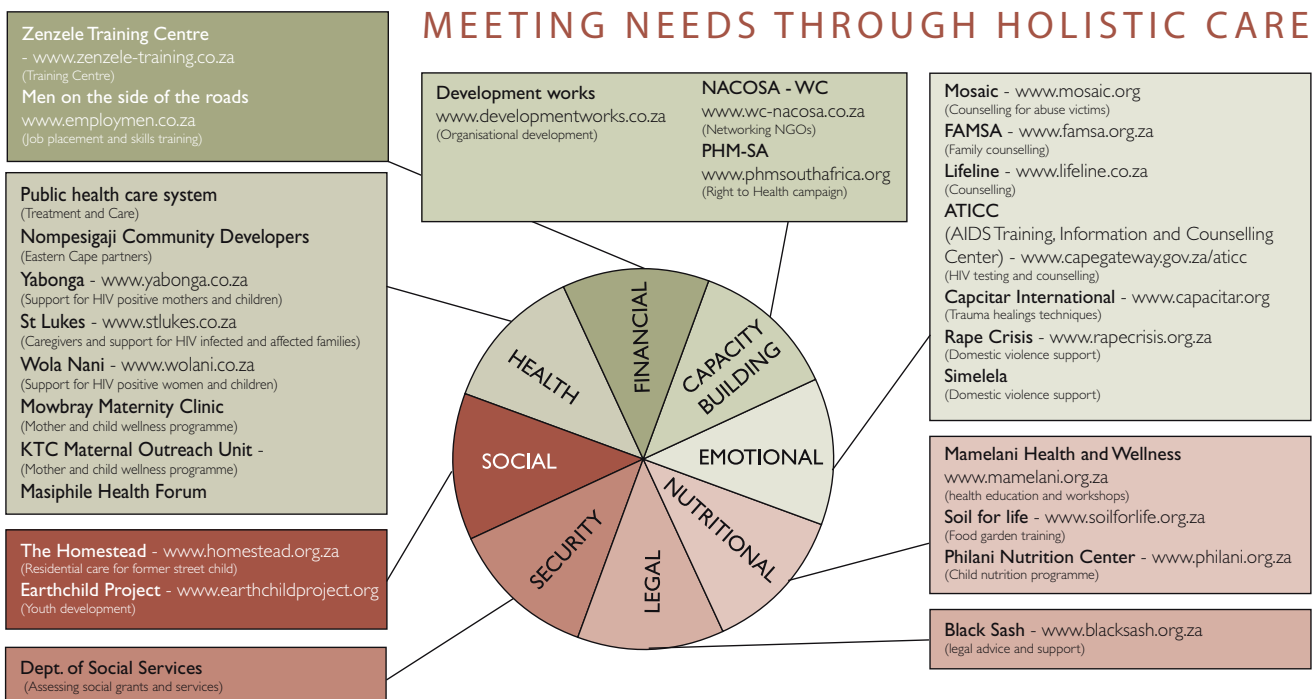 MEETING NEEDS THROUGH HOLISTIC CARE
Zenzele Training Centre
- www.zenzele-training.co.za
(Training Centre)
Men on the side of the roads
www.employmen.co.za
(Job placement and skills training)
Development works
www.developmentworks.co.za
(Organisational development)
NACOSA - WC
www.wc-nacosa.co.za
(Networking NGOs)
PHM-SA
www.phmsouthafrica.org
(Right to Health campaign)
Mosaic - www.mosaic.org
(Counselling for abuse victims)
FAMSA - www.famsa.org.za
(Family counselling)
Lifeline - www.lifeline.co.za
(Counselling)
ATICC
(AIDS Training, Information and Counselling
Center) - www.capegateway.gov.za/aticc
(HIV testing and counselling)
Capcitar International - www.capacitar.org
(Trauma healings techniques)
Rape Crisis - www.rapecrisis.org.za
(Domestic violence support)
Simelela
(Domestic violence support)
Public health care system
(Treatment and Care)
Nompesigaji Community Developers
(Eastern Cape partners)
Yabonga - www.yabonga.co.za
(Support for HIV positive mothers and children)
St Lukes - www.stlukes.co.za
(Caregivers and support for HIV infected and affected families)
Wola Nani - www.wolani.co.za
(Support for HIV positive women and children)
Mowbray Maternity Clinic
(Mother and child wellness programme)
KTC Maternal Outreach Unit -
(Mother and child wellness programme)
Masiphile Health Forum
FINANCIAL
CAPACITY
BUILDING
EMOTIONAL
NUTRITIONAL
LEGAL
SECURITY
SOCIAL
HEALTH
Mamelani Health and Wellness
www.mamelani.org.za
(health education and workshops)
Soil for life - www.soilforlife.org.za
(Food garden training)
Philani Nutrition Center - www.philani.org.za
(Child nutrition programme)
The Homestead - www.homestead.org.za
(Residential care for former street child)
Earthchild Project - www.earthchildproject.org
(Youth development)
Black Sash - www.blacksash.org.za
(legal advice and support)
Dept. of Social Services
(Assessing social grants and services)